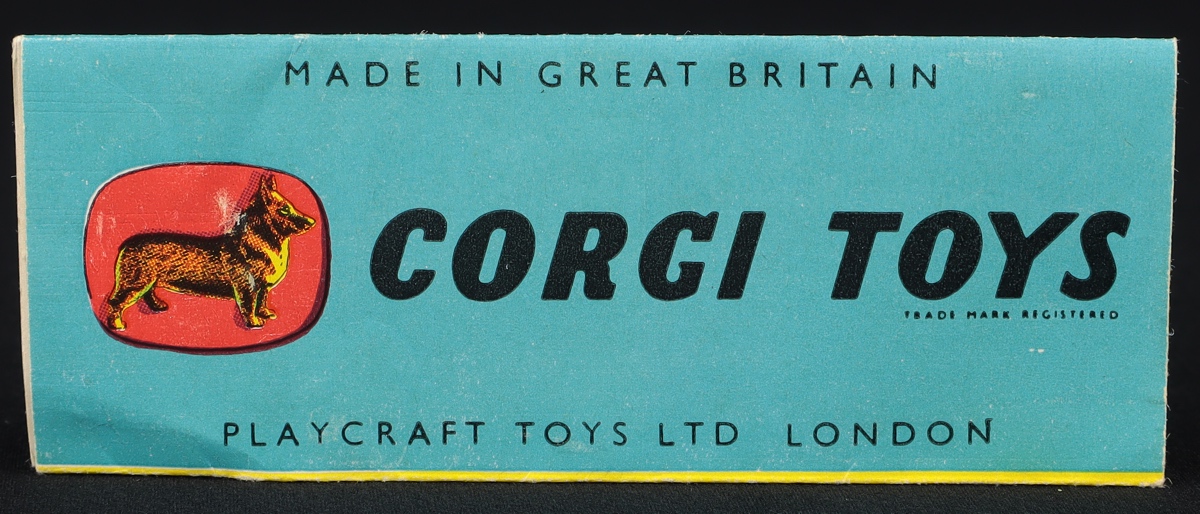 MADE IN GREAT BRITAIN
CORGI TOYS
TRADE MARK REGISTERED
PLAYCRAFT TOYS LTD LONDON